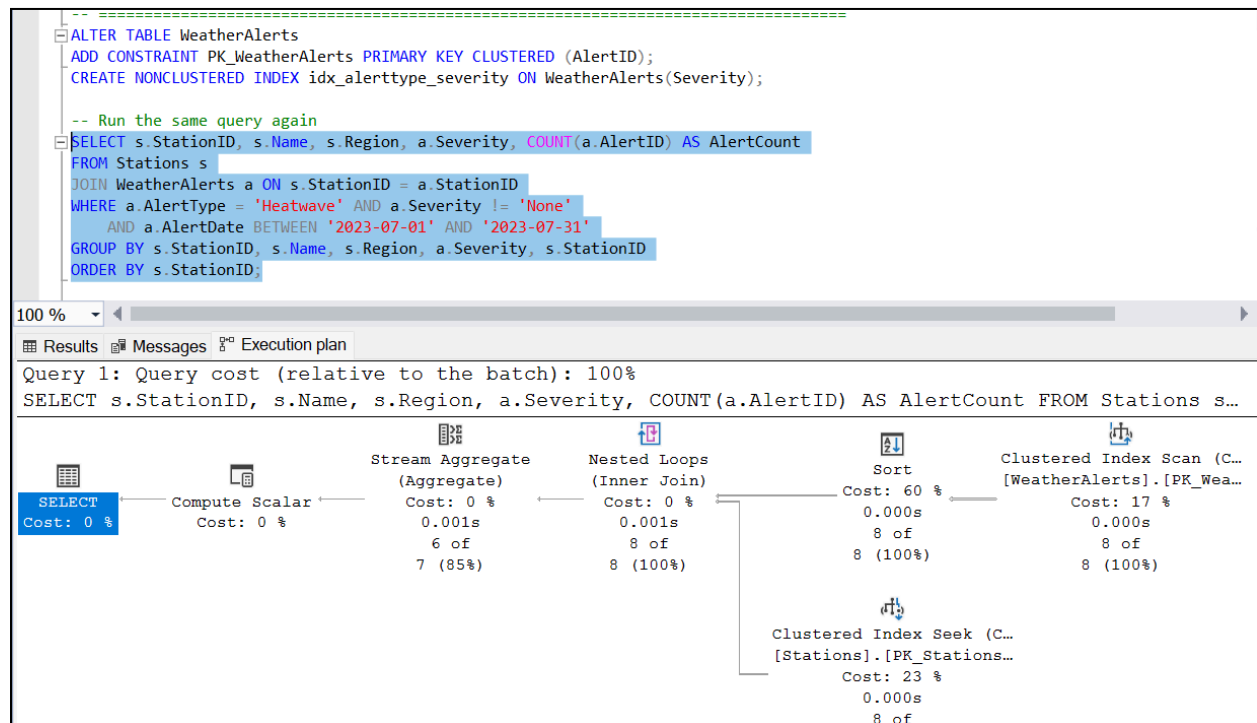 -- ===================================================================================
ALTER TABLE WeatherAlerts
ADD CONSTRAINT PK_WeatherAlerts PRIMARY KEY CLUSTERED (AlertID);
CREATE NONCLUSTERED INDEX idx_alerttype_severity ON WeatherAlerts(Severity);
-- Run the same query again
SELECT s.StationID, s.Name, s.Region, a.Severity, COUNT(a.AlertID) AS AlertCount
FROM Stations s
JOIN WeatherAlerts a ON s.StationID = a.StationID
WHERE a.AlertType = 'Heatwave' AND a.Severity != 'None'
AND a.AlertDate BETWEEN '2023-07-01' AND '2023-07-31'
GROUP BY s.StationID, s.Name, s.Region, a.Severity, s.StationID
ORDER BY s.StationID;
100 %
Results Messages Execution plan
Query 1: Query cost (relative to the batch): 100%
SELECT s.StationID, s.Name, s.Region, a.Severity, COUNT(a.AlertID) AS AlertCount FROM Stations s…
SELECT
Cost: 0 %
Compute Scalar
Cost: 0 %
Stream Aggregate
(Aggregate)
Cost: 0 %
0.001s
6 of
7 (85%)
Nested Loops
(Inner Join)
Cost: 0 %
0.001s
8 of
8 (100%)
Sort
Cost: 60 %
0.000s
8 of
8 (100%)
Clustered Index Scan (C…
[WeatherAlerts].[PK_Wea…
Cost: 17 %
0.000s
8 of
8 (100%)
Clustered Index Seek (C…
[Stations].[PK_Stations…
Cost: 23 %
0.000s
8 of